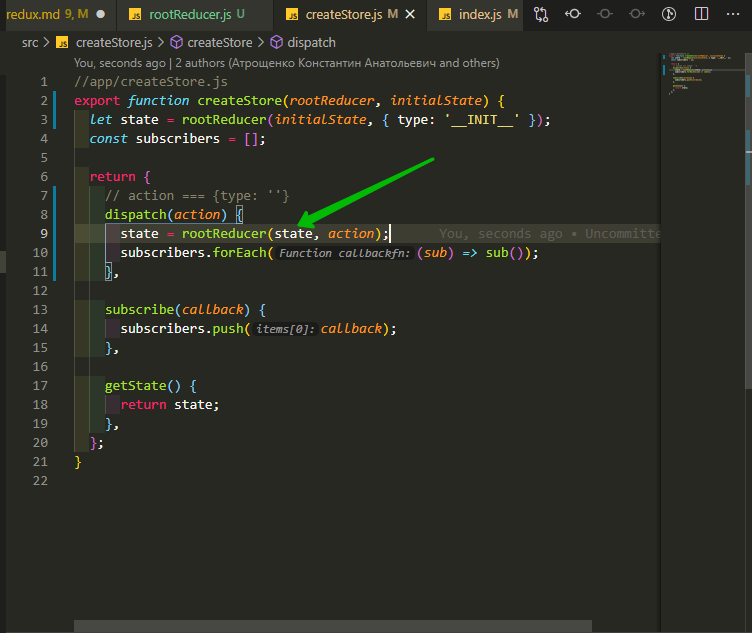 redux.md 9, M ● rootReducer.js U createStore.js M index.js M
src > createStore.js > createStore > dispatch
You, seconds ago | 2 authors (Атрощенко Константин Анатольевич and others)
1 //app/createStore.js
2 export function createStore(rootReducer, initialState) {
3 let state = rootReducer(initialState, { type: '__INIT__' });
4 const subscribers = [];
5
6 return {
7 // action === {type: ''}
8 dispatch(action) {
9 state = rootReducer(state, action); You, seconds ago • Uncommitte
10 subscribers.forEach(Function callbackfn: (sub) => sub());
11 },
12
13 subscribe(callback) {
14 subscribers.push(items[0]: callback);
15 },
16
17 getState() {
18 return state;
19 },
20 };
21 }
22